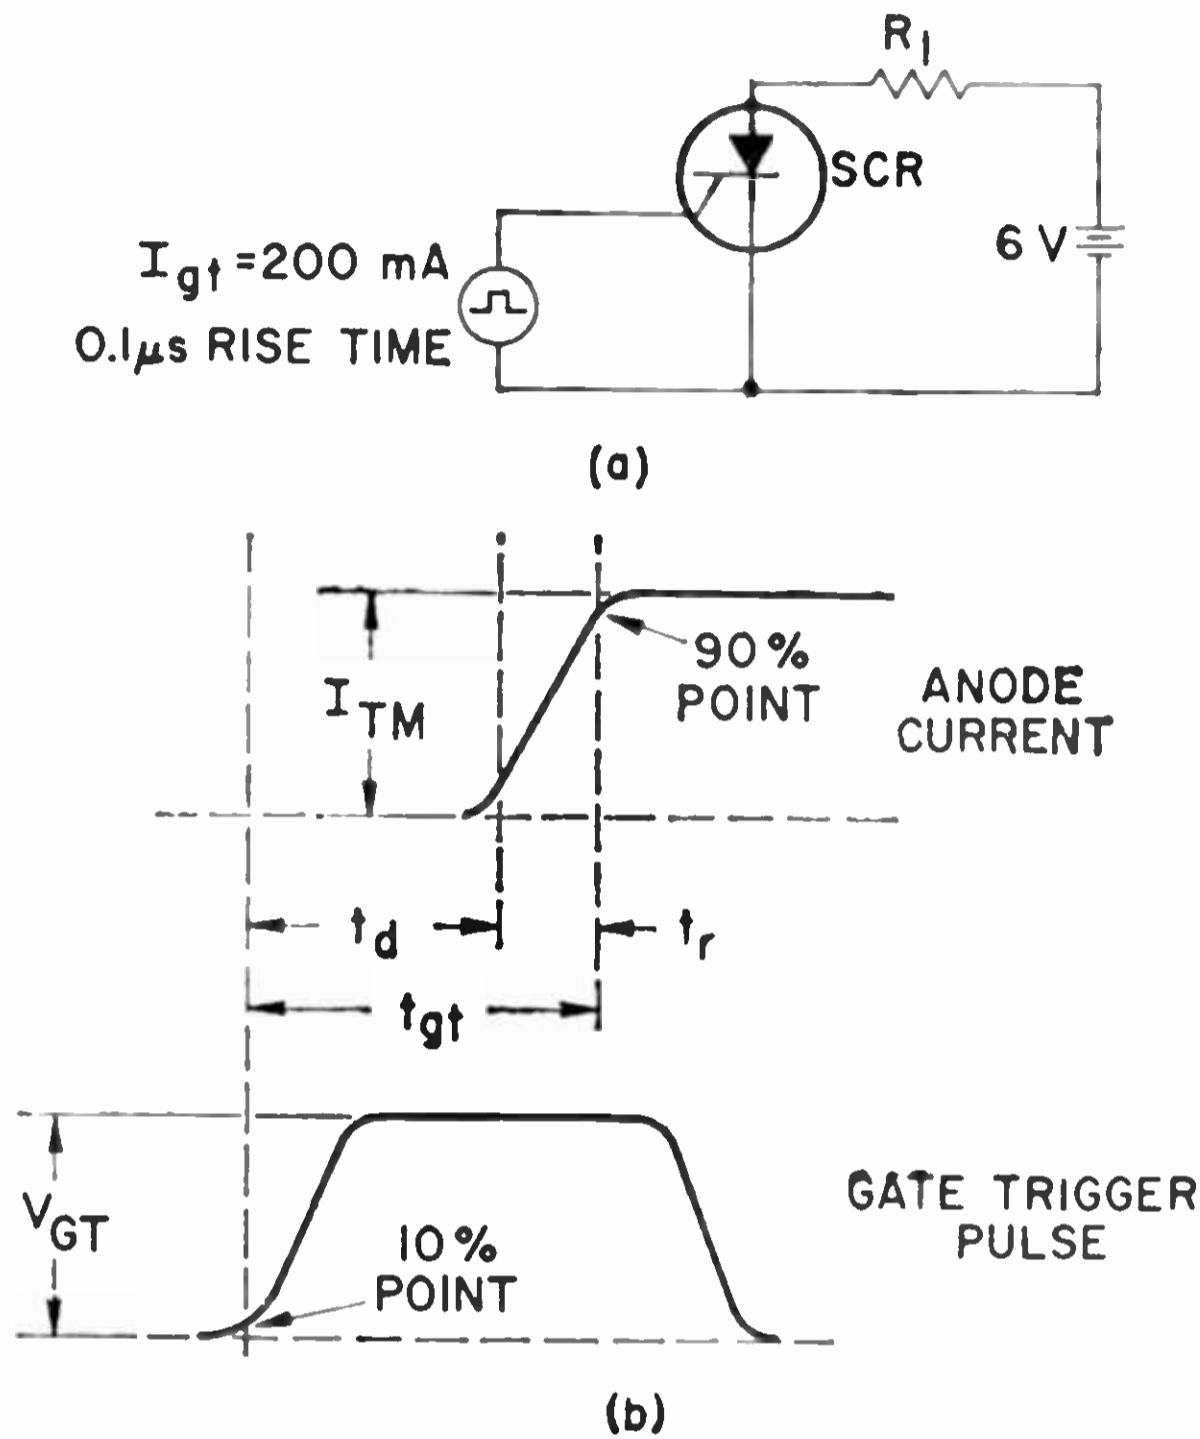 R1
SCR
6 V
Igt = 200 mA
0.1μs RISE TIME
(a)
90%
POINT
ITM
ANODE
CURRENT
td
tr
tgt
VGT
10%
POINT
GATE TRIGGER
PULSE
(b)